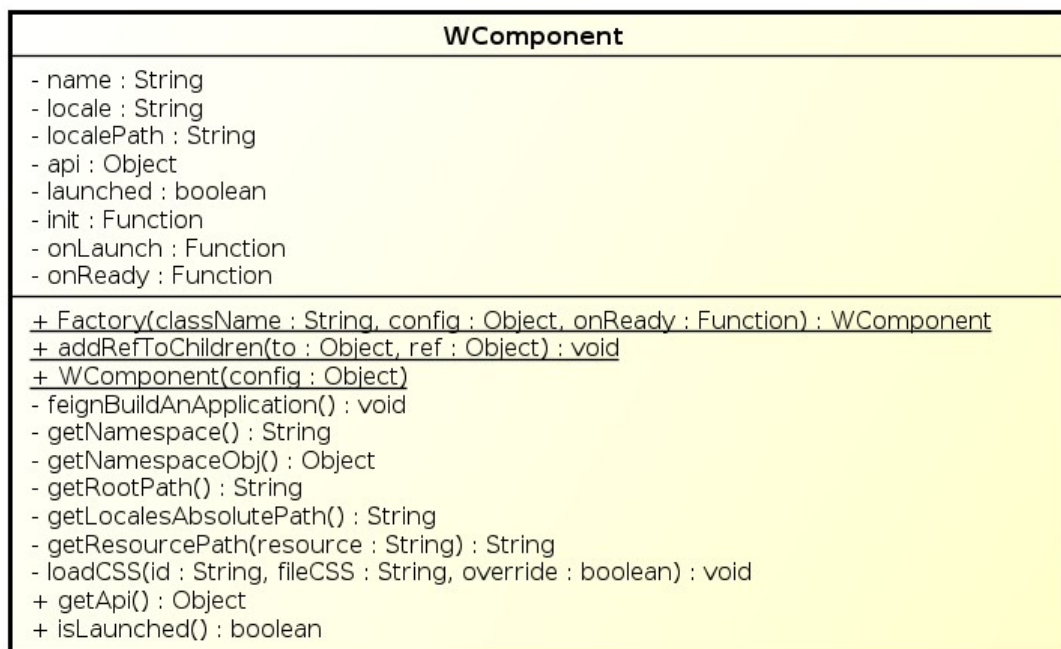 WComponent
- name : String
- locale : String
- localePath : String
- api : Object
- launched : boolean
- init : Function
- onLaunch : Function
- onReady : Function
+ Factory(className : String, config : Object, onReady : Function) : WComponent
+ addRefToChildren(to : Object, ref : Object) : void
+ WComponent(config : Object)
- feignBuildAnApplication() : void
- getNamespace() : String
- getNamespaceObj() : Object
- getRootPath() : String
- getLocalesAbsolutePath() : String
- getResourcePath(resource : String) : String
- loadCSS(id : String, fileCSS : String, override : boolean) : void
+ getApi() : Object
+ isLaunched() : boolean